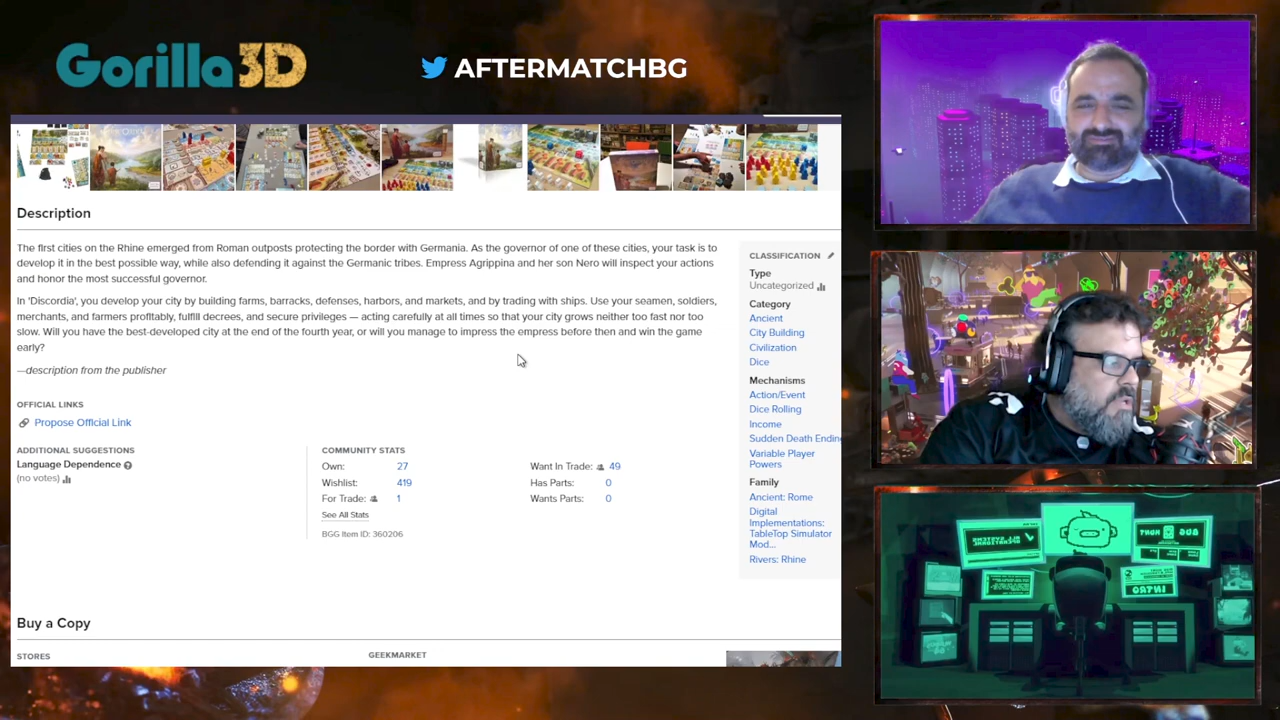 Gorilla3D
AFTERMATCHBG
Description
The first cities on the Rhine emerged from Roman outposts protecting the border with Germania. As the governor of one of these cities, your task is to
develop it in the best possible way, while also defending it against the Germanic tribes. Empress Agrippina and her son Nero will inspect your actions
and honor the most successful governor.
In 'Discordia', you develop your city by building farms, barracks, defenses, harbors, and markets, and by trading with ships. Use your seamen, soldiers,
merchants, and farmers profitably, fulfill decrees, and secure privileges — acting carefully at all times so that your city grows neither too fast nor too
slow. Will you have the best-developed city at the end of the fourth year, or will you manage to impress the empress before then and win the game
early?
—description from the publisher
OFFICIAL LINKS
Propose Official Link
ADDITIONAL SUGGESTIONS
Language Dependence
(no votes)
COMMUNITY STATS
Own: 27
Wishlist: 419
For Trade: 1
See All Stats
BGG Item ID: 360206
Want In Trade: 49
Has Parts: 0
Wants Parts: 0
CLASSIFICATION
Type
Uncategorized
Category
Ancient
City Building
Civilization
Dice
Mechanisms
Action/Event
Dice Rolling
Income
Sudden Death Endin
Variable Player
Powers
Family
Ancient: Rome
Digital
Implementations:
TableTop Simulator
Mod...
Rivers: Rhine
Buy a Copy
STORES
GEEKMARKET